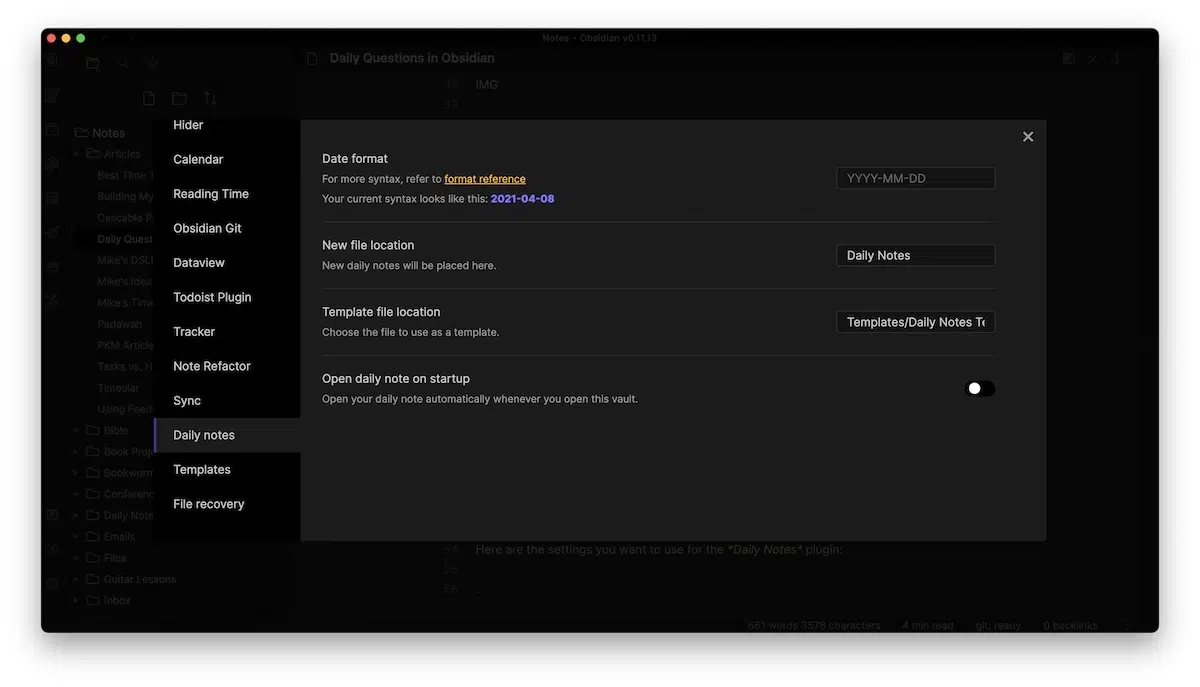 Notes - Obsidian v0.11.13
Daily Questions in Obsidian
IMG
Notes
Articles
Best Time T
Building My
Cascable P
Daily Quest
Mike's DSL
Mike's Idea
Mike's Time
Padawan
PKM Article
Tasks vs. H
Timeular
Using Feed
Bible
Book Proje
Bookworm
Conferenc
Daily Note
Emails
Files
Guitar Lessons
Inbox
Hider
Calendar
Reading Time
Obsidian Git
Dataview
Todoist Plugin
Tracker
Note Refactor
Sync
Daily notes
Templates
File recovery
Date format
For more syntax, refer to format reference
Your current syntax looks like this: 2021-04-08
YYYY-MM-DD
New file location
New daily notes will be placed here.
Daily Notes
Template file location
Choose the file to use as a template.
Templates/Daily Notes Te
Open daily note on startup
Open your daily note automatically whenever you open this vault.
54 Here are the settings you want to use for the *Daily Notes* plugin:
55
56
661 words 3578 characters 4 min read git: ready 0 backlinks